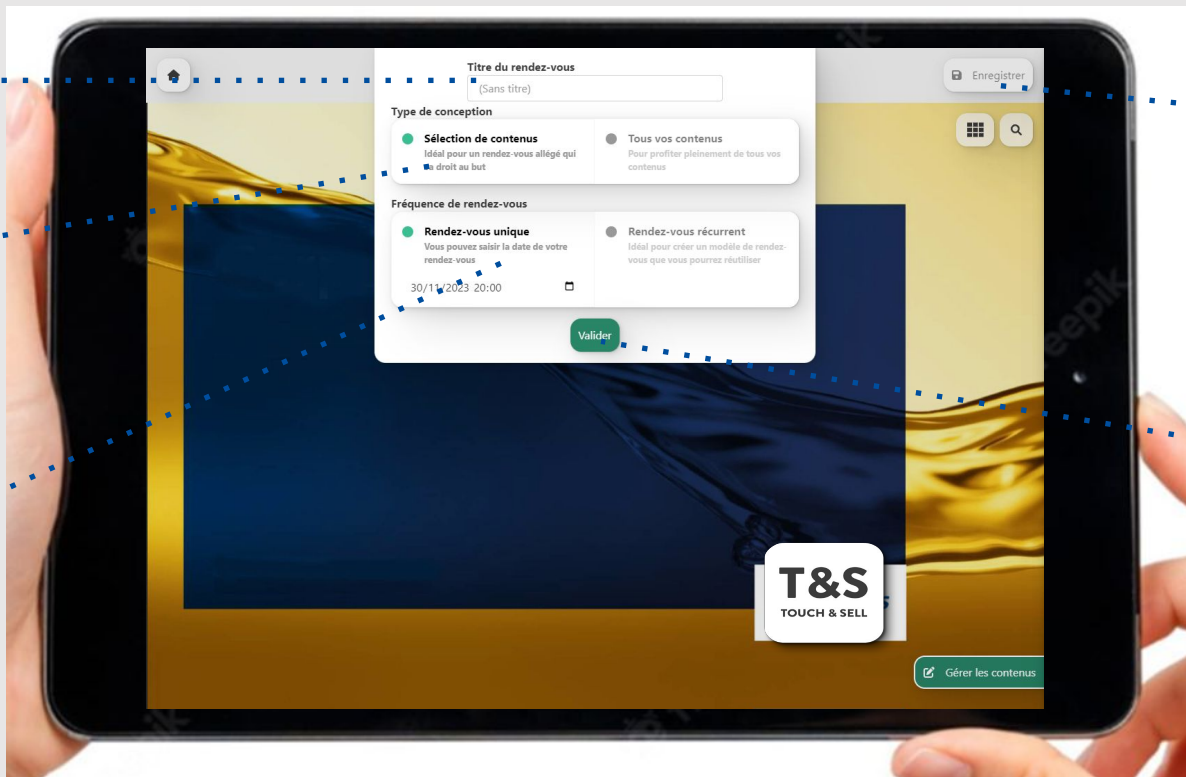 Titre du rendez-vous
(Sans titre)
Enregistrer
Type de conception
Sélection de contenus
Idéal pour un rendez-vous allégé qui
droit au but
Tous vos contenus
Pour profiter pleinement de tous vos
contenus
Fréquence de rendez-vous
Rendez-vous unique
Vous pouvez saisir la date de votre
rendez-vous
30/11/2023 20:00
Rendez-vous récurrent
Idéal pour créer un modèle de rendez-
vous que vous pourrez réutiliser
Valider
T&S
TOUCH & SELL
Gérer les contenus